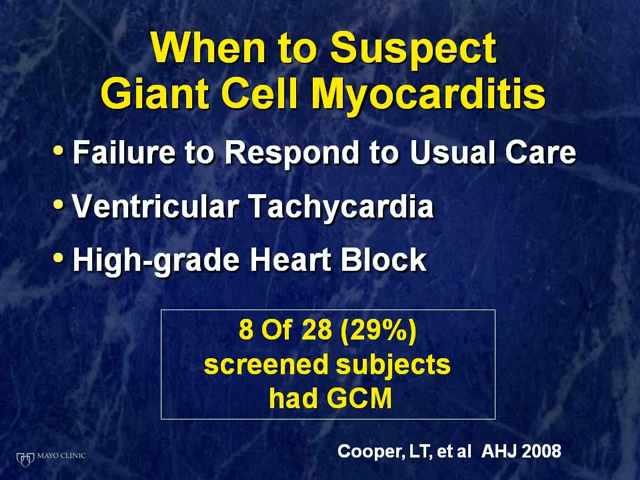 When to Suspect
Giant Cell Myocarditis
• Failure to Respond to Usual Care
• Ventricular Tachycardia
• High-grade Heart Block
8 Of 28 (29%)
screened subjects
had GCM
Cooper, LT, et al AHJ 2008
MAYO CLINIC